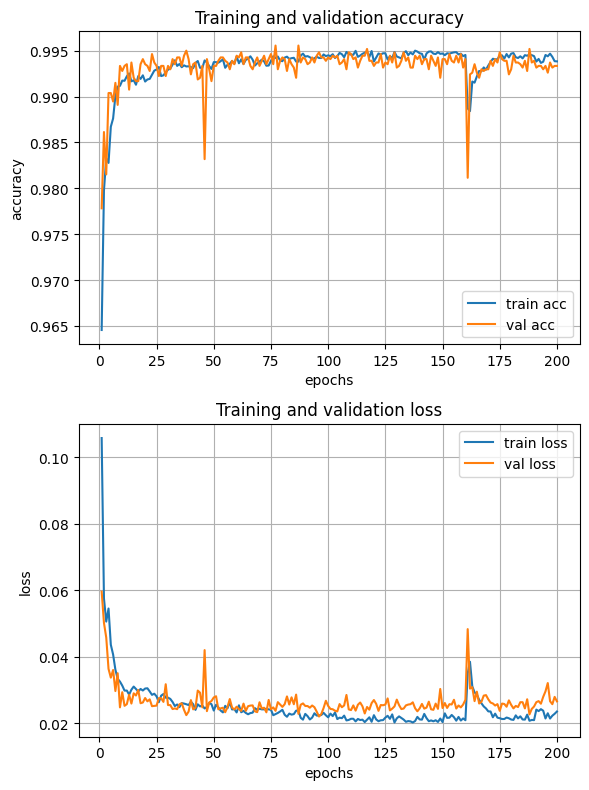 Training and validation accuracy
0.995
0.990
0.985
0.980
0.975
0.970
0.965
accuracy
train acc
val acc
0 25 50 75 100 125 150 175 200
epochs
Training and validation loss
0.10
0.08
0.06
0.04
0.02
loss
train loss
val loss
0 25 50 75 100 125 150 175 200
epochs